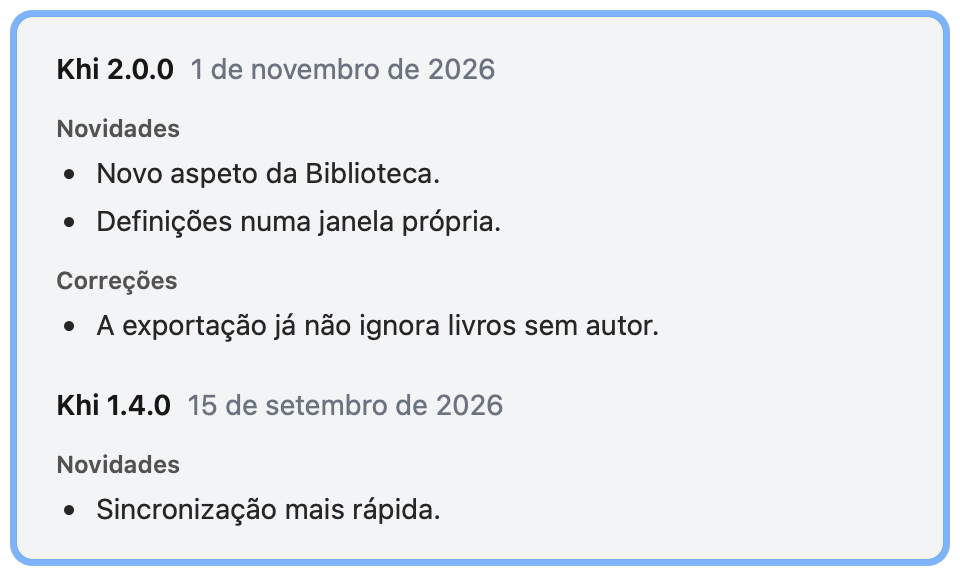 Khi 2.0.0 1 de novembro de 2026
Novidades
• Novo aspeto da Biblioteca.
• Definições numa janela própria.
Correções
• A exportação já não ignora livros sem autor.
Khi 1.4.0 15 de setembro de 2026
Novidades
• Sincronização mais rápida.